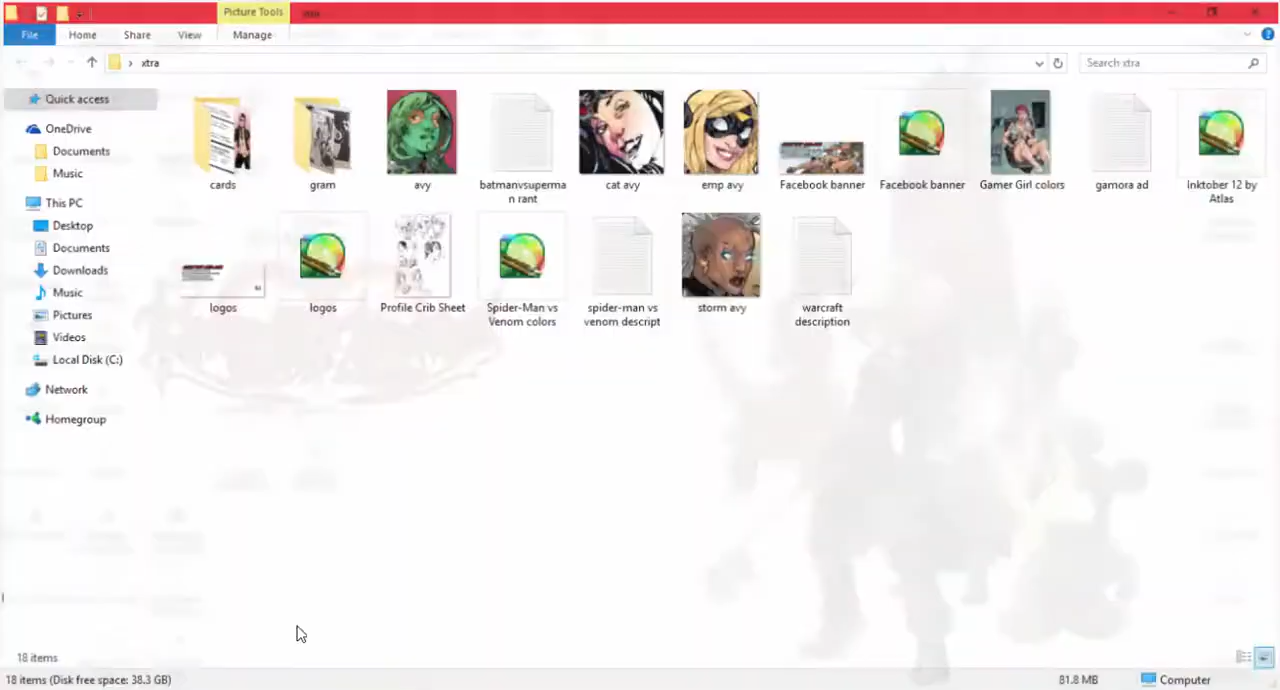 Picture Tools
xtra
File
Home
Share
View
Manage
xtra
Search xtra
Quick access
OneDrive
Documents
Music
This PC
Desktop
Documents
Downloads
Music
Pictures
Videos
Local Disk (C:)
Network
Homegroup
cards
gram
avy
batmanvsuperma
n rant
cat avy
emp avy
Facebook banner
Facebook banner
Gamer Girl colors
gamora ad
Inktober 12 by
Atlas
logos
logos
Profile Crib Sheet
Spider-Man vs
Venom colors
spider-man vs
venom descript
storm avy
warcraft
description
18 items
18 items (Disk free space: 38.3 GB)
81.8 MB
Computer